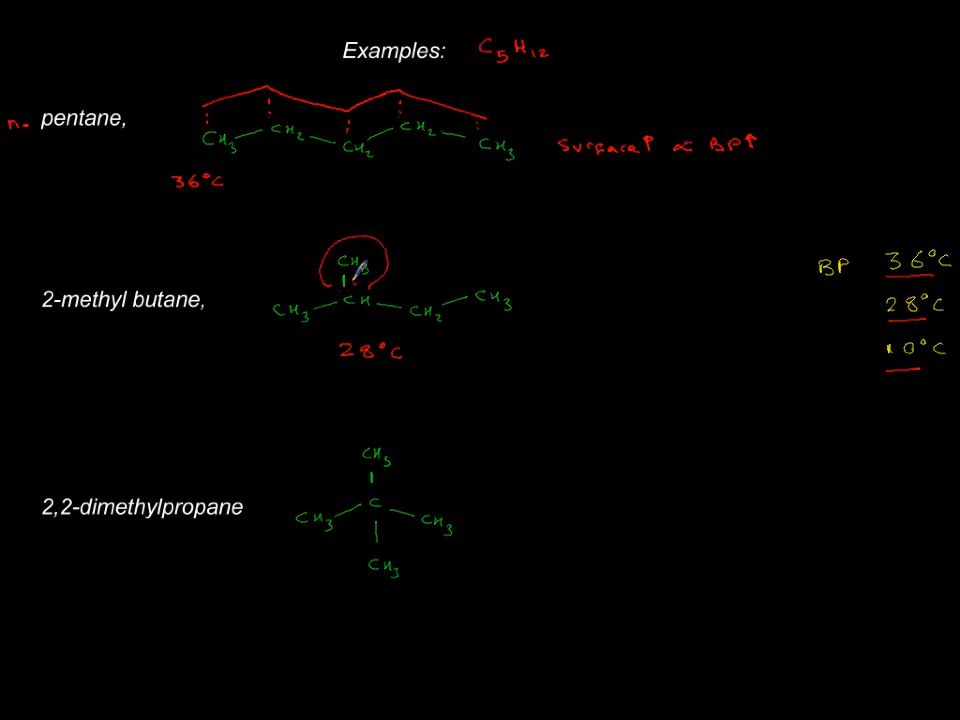 Examples: C5H12
n. pentane,
CH3 CH2 CH2 CH2 CH3
Surface↑ ∝ BP↑
36°C
2-methyl butane,
CH3
CH3 CH CH2 CH3
28°C
BP 36°C
28°C
10°C
2,2-dimethylpropane
CH3
CH3 C CH3
CH3